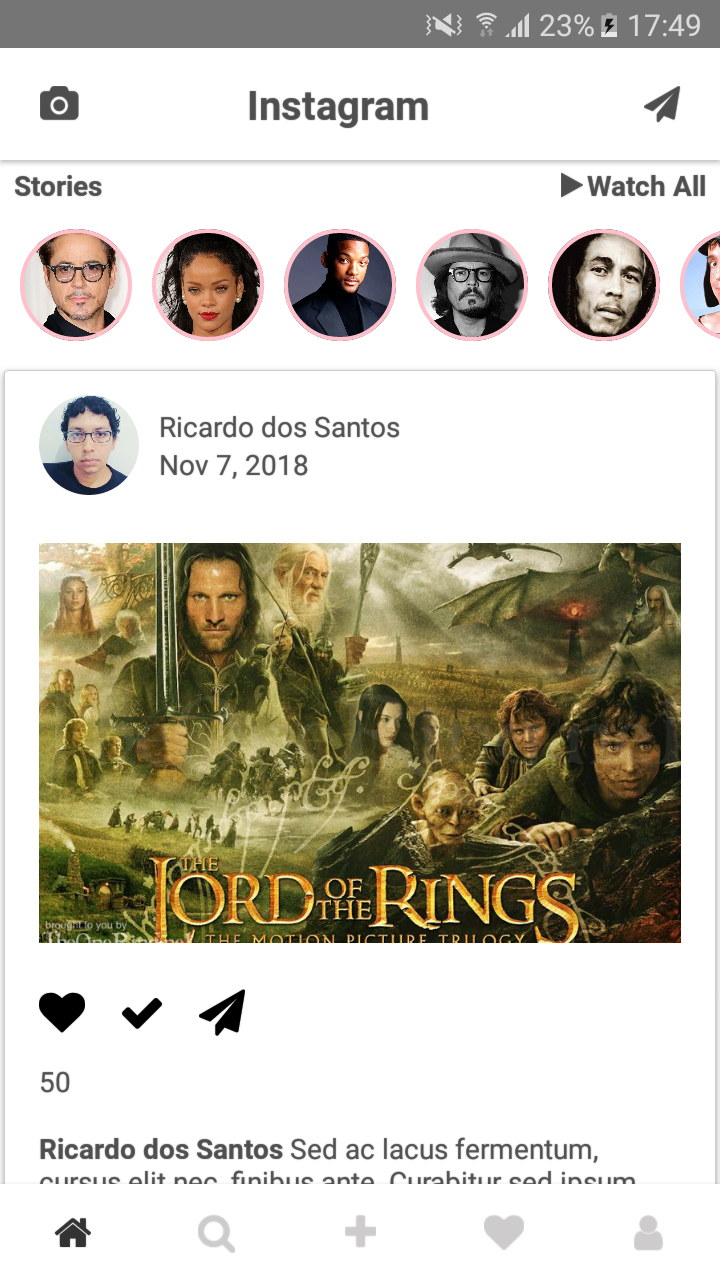 23% 17:49
Instagram
Stories
Watch All
Ricardo dos Santos
Nov 7, 2018
THE
LORD OF THE RINGS
THE MOTION PICTURE TRILOGY
brought to you by
TheOneRing.net
50
Ricardo dos Santos Sed ac lacus fermentum,
cursus elit nec, finibus ante. Curabitur sed ipsum